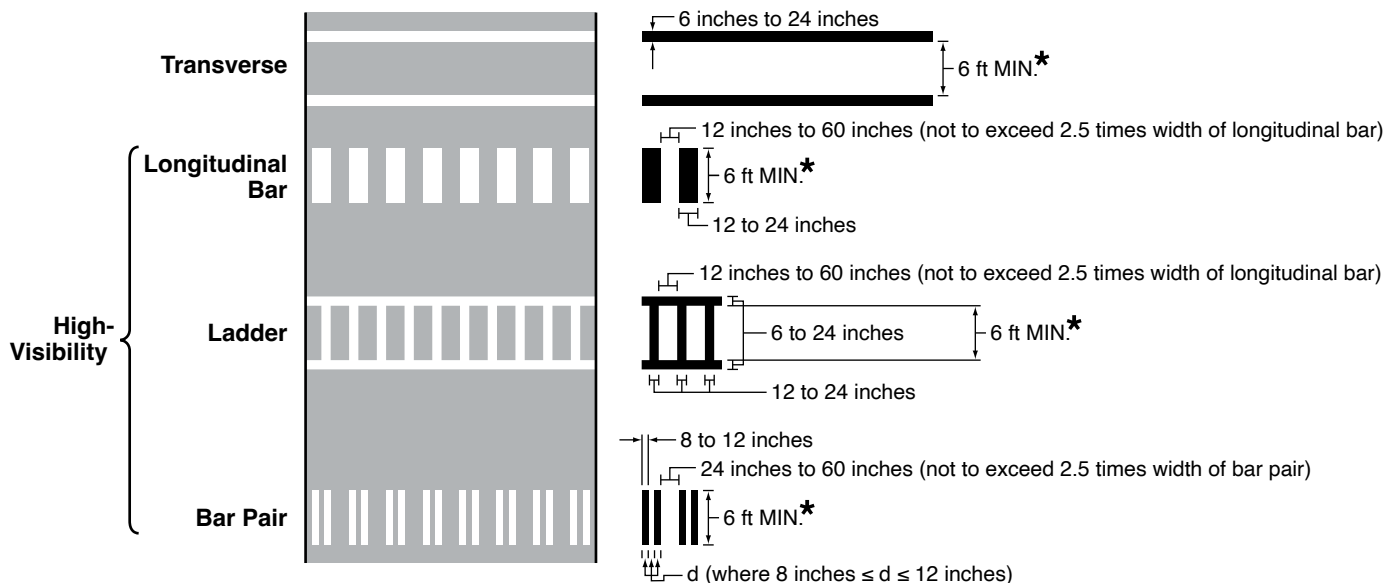 6 inches to 24 inches
Transverse
6 ft MIN.*
12 inches to 60 inches (not to exceed 2.5 times width of longitudinal bar)
Longitudinal
Bar
6 ft MIN.*
12 to 24 inches
12 inches to 60 inches (not to exceed 2.5 times width of longitudinal bar)
High-
Visibility
Ladder
6 to 24 inches
6 ft MIN.*
12 to 24 inches
8 to 12 inches
24 inches to 60 inches (not to exceed 2.5 times width of bar pair)
Bar Pair
6 ft MIN.*
d (where 8 inches ≤ d ≤ 12 inches)